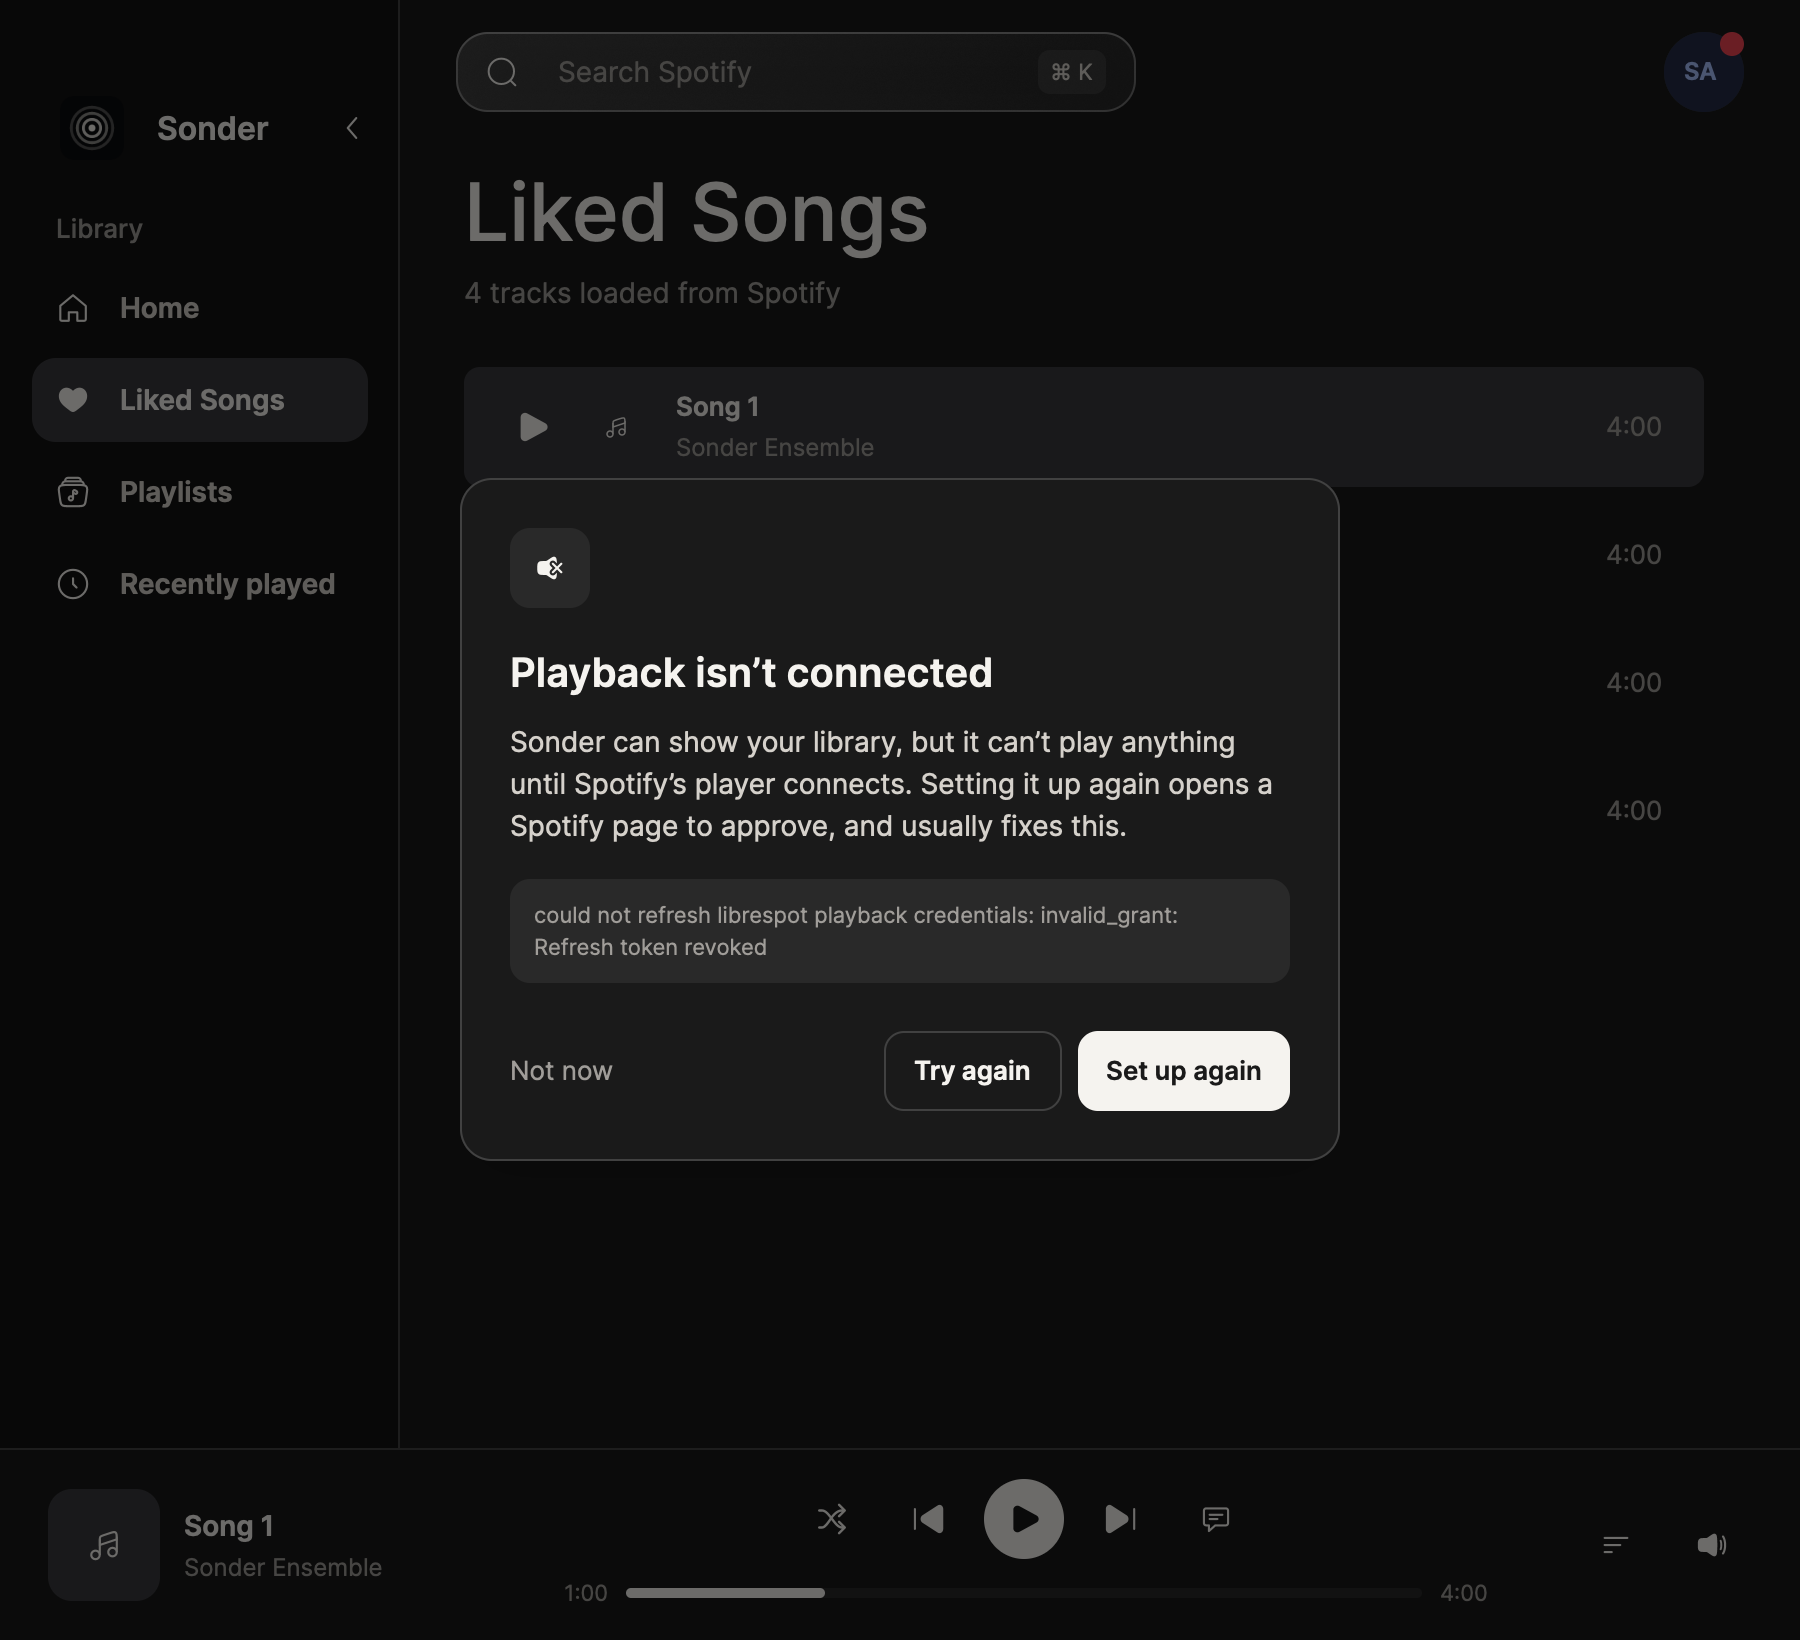 Search Spotify
⌘ K
SA
Sonder
Library
Home
Liked Songs
Playlists
Recently played
Liked Songs
4 tracks loaded from Spotify
Song 1
Sonder Ensemble
4:00
4:00
4:00
4:00
Playback isn’t connected
Sonder can show your library, but it can’t play anything
until Spotify’s player connects. Setting it up again opens a
Spotify page to approve, and usually fixes this.
could not refresh librespot playback credentials: invalid_grant:
Refresh token revoked
Not now
Try again
Set up again
Song 1
Sonder Ensemble
1:00
4:00